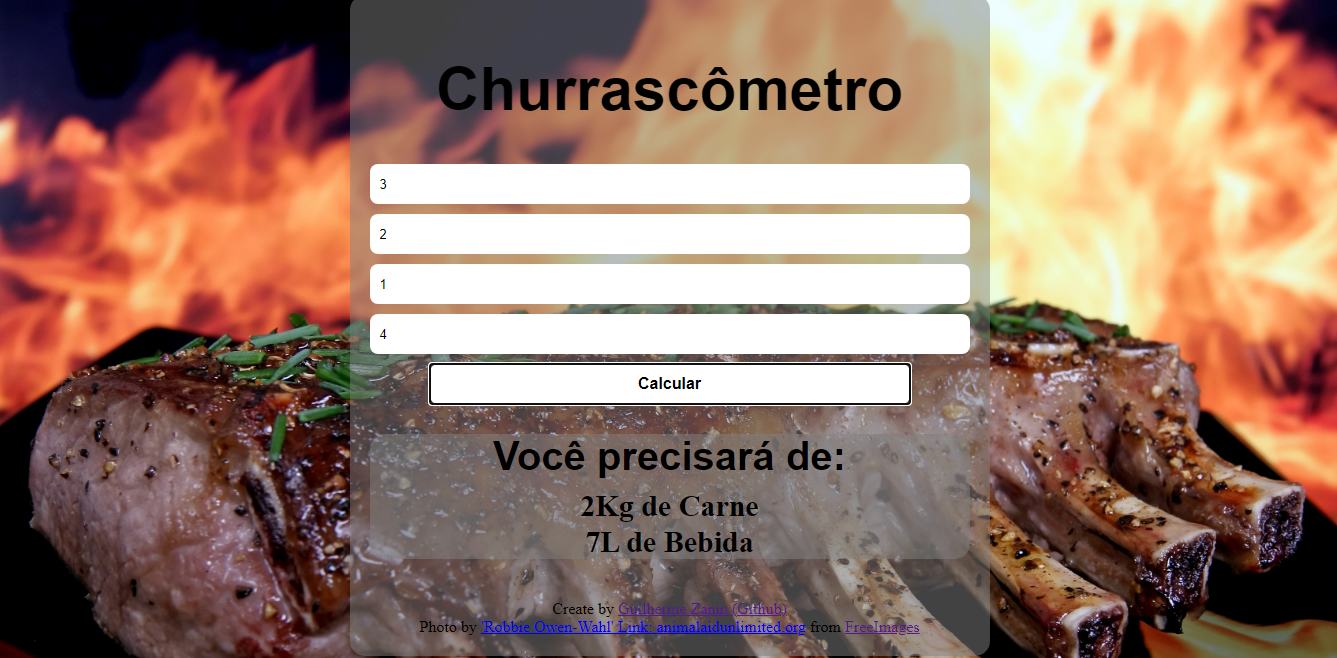 Churrascômetro
3
2
1
4
Calcular
Você precisará de:
2Kg de Carne
7L de Bebida
Create by Guilherme Zanin (Github)
Photo by 'Robbie Owen-Wahl' Link: animalaidunlimited.org from FreeImages